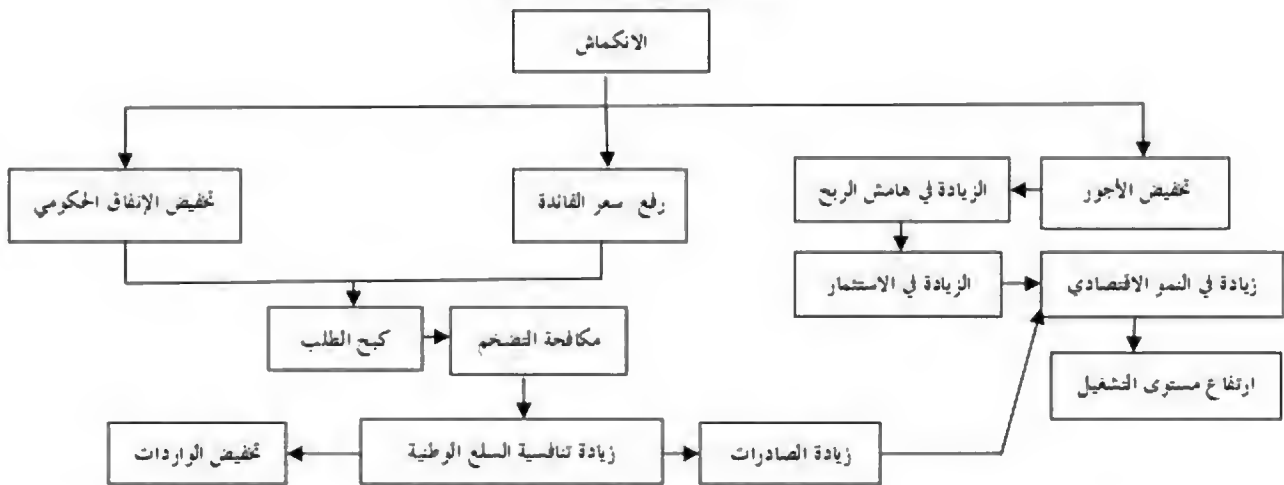 الانكماش
تخفيض الأجور
الزيادة في هامش الربح
رفع سعر الفائدة
تخفيض الإنفاق الحكومي
زيادة في النمو الاقتصادي
الزيادة في الاستثمار
مكافحة التضخم
كبح الطلب
ارتفاع مستوى التشغيل
زيادة الصادرات
زيادة تنافسية السلع الوطنية
تخفيض الواردات